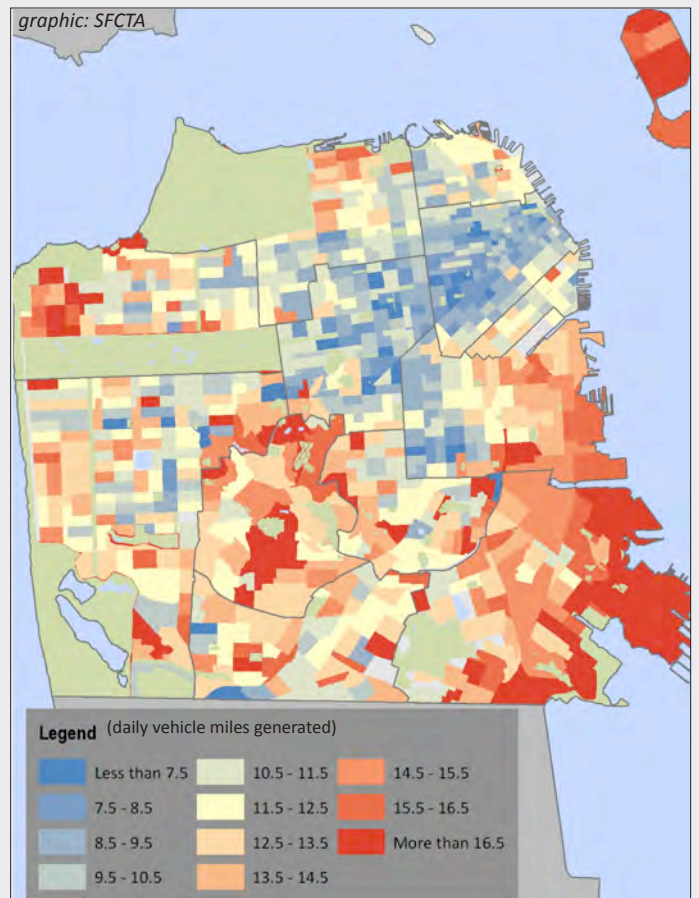 graphic: SFCTA
Legend (daily vehicle miles generated)
Less than 7.5
7.5 - 8.5
8.5 - 9.5
9.5 - 10.5
10.5 - 11.5
11.5 - 12.5
12.5 - 13.5
13.5 - 14.5
14.5 - 15.5
15.5 - 16.5
More than 16.5